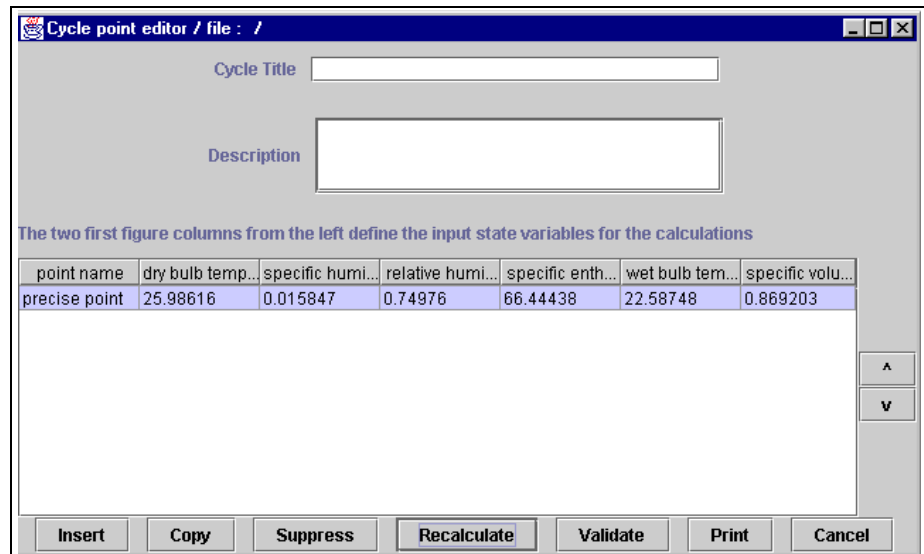 Cycle point editor / file : /
Cycle Title
Description
The two first figure columns from the left define the input state variables for the calculations
point name dry bulb temp... specific humi... relative humi... specific enth... wet bulb tem... specific volu...
precise point 25.98616 0.015847 0.74976 66.44438 22.58748 0.869203
^
v
Insert Copy Suppress Recalculate Validate Print Cancel